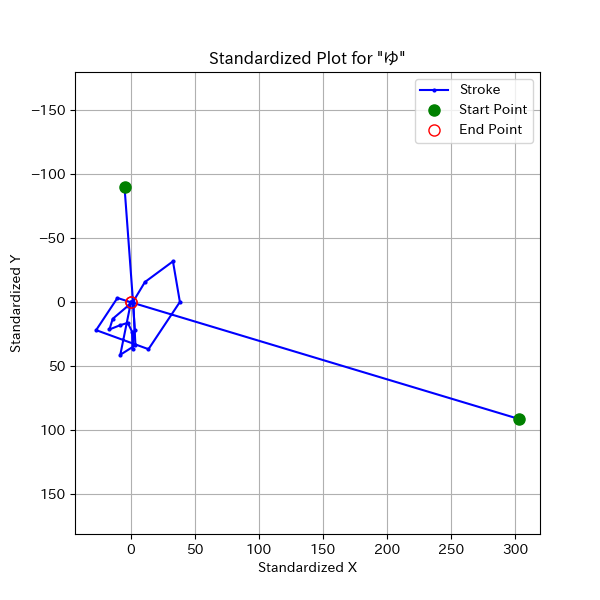 Standardized Plot for "ゆ"
Stroke
Start Point
End Point
−150
−100
−50
0
50
100
150
Standardized Y
0 50 100 150 200 250 300
Standardized X